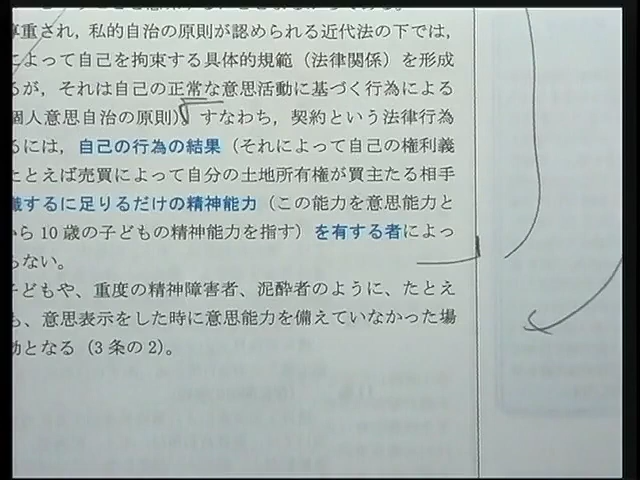 重され，私的自治の原則が認められる近代法の下では，
によって自己を拘束する具体的規範（法律関係）を形成
るが，それは自己の正常な意思活動に基づく行為による
個人意思自治の原則） すなわち，契約という法律行為
るには，自己の行為の結果（それによって自己の権利義
たとえば売買によって自分の土地所有権が買主たる相手
識するに足りるだけの精神能力（この能力を意思能力と
から10歳の子どもの精神能力を指す）を有する者によっ
らない。
子どもや、重度の精神障害者、泥酔者のように、たとえ
も、意思表示をした時に意思能力を備えていなかった場
効となる（3条の2）。